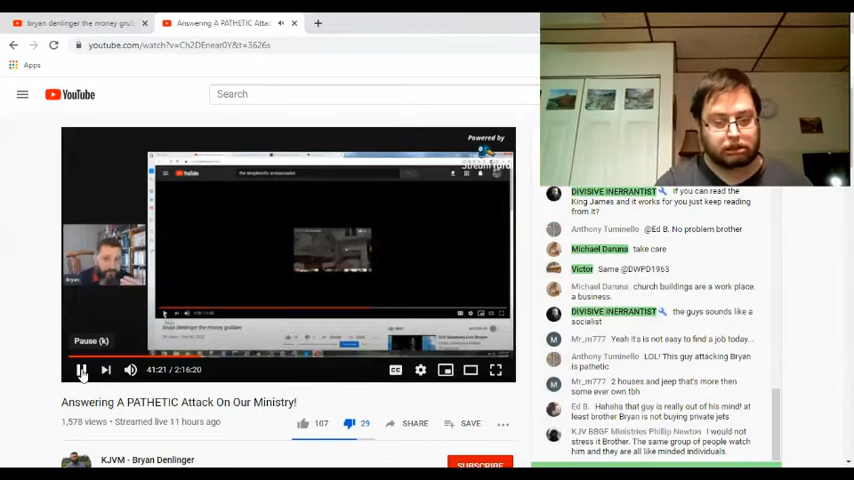 bryan denlinger the money grub
Answering A PATHETIC Atta
youtube.com/watch?v=Ch2DEnear0Y&t=3626s
Apps
YouTube
Search
Powered by
Bryan
bryan denlinger the money grubber
Pause (k)
41:21 / 2:16:20
CC
Answering A PATHETIC Attack On Our Ministry!
1,578 views • Streamed live 11 hours ago
107
29
SHARE
SAVE
KJVM - Bryan Denlinger
SUBSCRIBE
DIVISIVE INERRANTIST If you can read the
King James and it works for you just keep reading
from it?
Anthony Tuminello @Ed B. No problem brother
Michael Daruna take care
Victor Same @DWPD1963
Michael Daruna church buildings are a work place,
a business.
DIVISIVE INERRANTIST the guys sounds like a
socialist
Mr_m777 Yeah it's is not easy to find a job today...
Anthony Tuminello LOL! This guy attacking Bryan
is pathetic
Mr_m777 2 houses and jeep that's more then
some ever own tbh
Ed B. Hahaha that guy is really out of his mind! at
least brother Bryan is not buying private jets
KJV BBGF Ministries Phillip Newton I would not
stress it Brother. The same group of people watch
him and they are all like minded individuals.